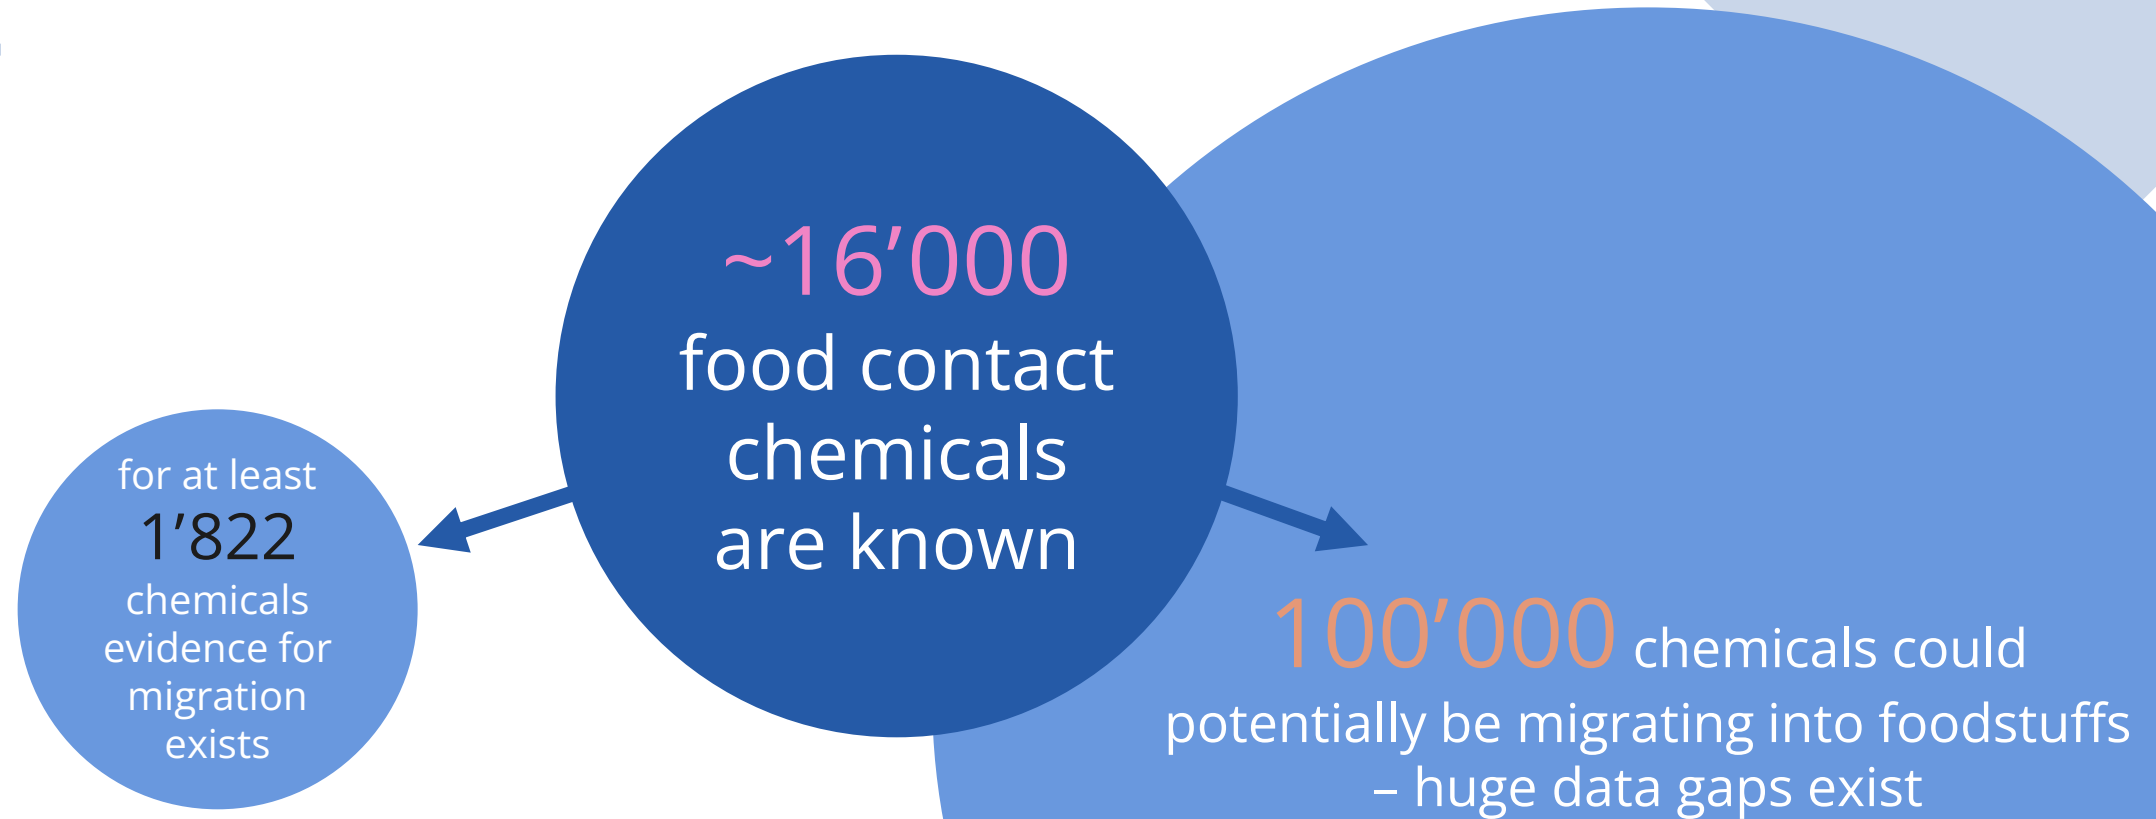 ~16’000
food contact
chemicals
are known
for at least
1’822
chemicals
evidence for
migration
exists
100’000 chemicals could
potentially be migrating into foodstuffs
– huge data gaps exist